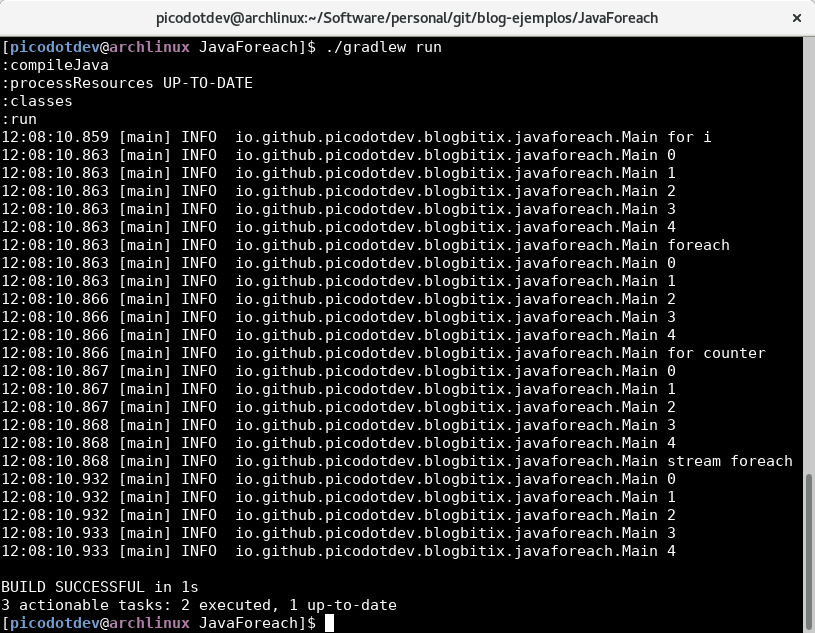 picodotdev@archlinux:~/Software/personal/git/blog-ejemplos/JavaForeach
[picodotdev@archlinux JavaForeach]$ ./gradlew run
:compileJava
:processResources UP-TO-DATE
:classes
:run
12:08:10.859 [main] INFO  io.github.picodotdev.blogbitix.javaforeach.Main for i
12:08:10.863 [main] INFO  io.github.picodotdev.blogbitix.javaforeach.Main 0
12:08:10.863 [main] INFO  io.github.picodotdev.blogbitix.javaforeach.Main 1
12:08:10.863 [main] INFO  io.github.picodotdev.blogbitix.javaforeach.Main 2
12:08:10.863 [main] INFO  io.github.picodotdev.blogbitix.javaforeach.Main 3
12:08:10.863 [main] INFO  io.github.picodotdev.blogbitix.javaforeach.Main 4
12:08:10.863 [main] INFO  io.github.picodotdev.blogbitix.javaforeach.Main foreach
12:08:10.863 [main] INFO  io.github.picodotdev.blogbitix.javaforeach.Main 0
12:08:10.863 [main] INFO  io.github.picodotdev.blogbitix.javaforeach.Main 1
12:08:10.866 [main] INFO  io.github.picodotdev.blogbitix.javaforeach.Main 2
12:08:10.866 [main] INFO  io.github.picodotdev.blogbitix.javaforeach.Main 3
12:08:10.866 [main] INFO  io.github.picodotdev.blogbitix.javaforeach.Main 4
12:08:10.866 [main] INFO  io.github.picodotdev.blogbitix.javaforeach.Main for counter
12:08:10.867 [main] INFO  io.github.picodotdev.blogbitix.javaforeach.Main 0
12:08:10.867 [main] INFO  io.github.picodotdev.blogbitix.javaforeach.Main 1
12:08:10.867 [main] INFO  io.github.picodotdev.blogbitix.javaforeach.Main 2
12:08:10.868 [main] INFO  io.github.picodotdev.blogbitix.javaforeach.Main 3
12:08:10.868 [main] INFO  io.github.picodotdev.blogbitix.javaforeach.Main 4
12:08:10.868 [main] INFO  io.github.picodotdev.blogbitix.javaforeach.Main stream foreach
12:08:10.932 [main] INFO  io.github.picodotdev.blogbitix.javaforeach.Main 0
12:08:10.932 [main] INFO  io.github.picodotdev.blogbitix.javaforeach.Main 1
12:08:10.932 [main] INFO  io.github.picodotdev.blogbitix.javaforeach.Main 2
12:08:10.933 [main] INFO  io.github.picodotdev.blogbitix.javaforeach.Main 3
12:08:10.933 [main] INFO  io.github.picodotdev.blogbitix.javaforeach.Main 4
BUILD SUCCESSFUL in 1s
3 actionable tasks: 2 executed, 1 up-to-date
[picodotdev@archlinux JavaForeach]$